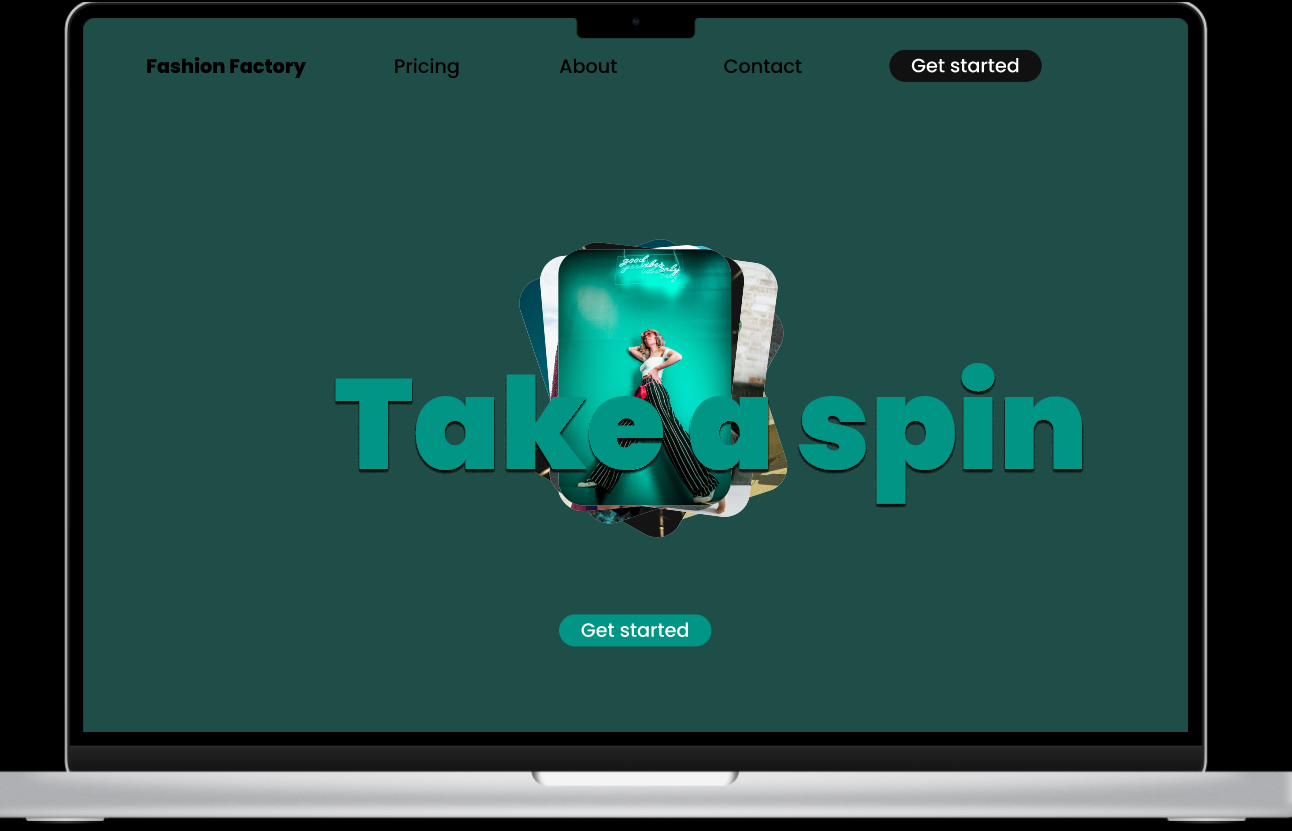 Fashion Factory
Pricing
About
Contact
Get started
good
vibes
only
Take a spin
Get started